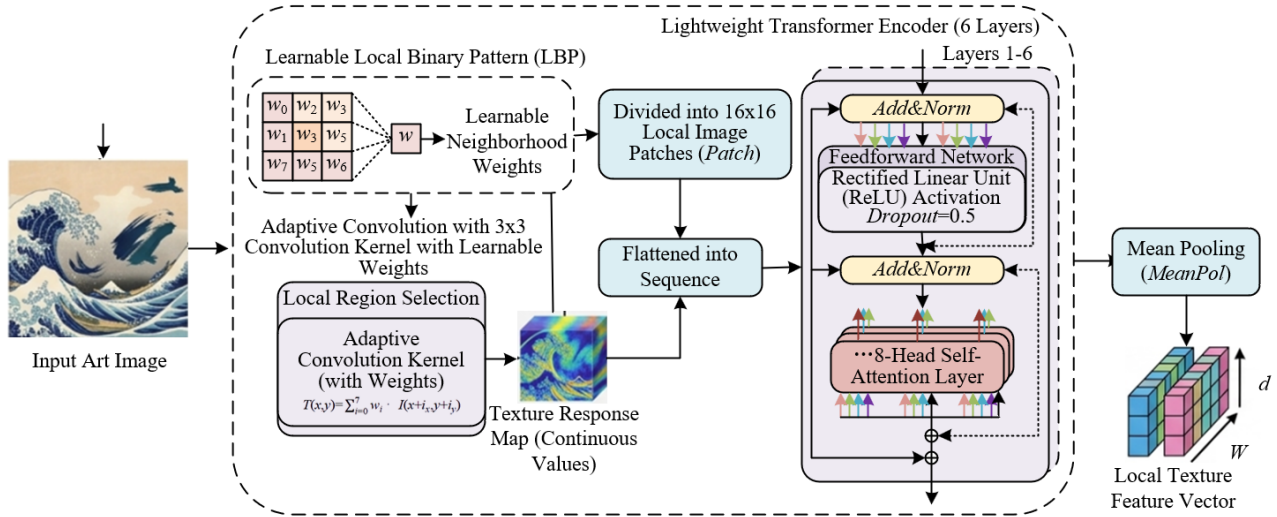 Lightweight Transformer Encoder (6 Layers)
Layers 1-6
Learnable Local Binary Pattern (LBP)
w0 w2 w3
w1 w3 w5
w7 w5 w6
w
Learnable
Neighborhood
Weights
Divided into 16x16
Local Image
Patches (Patch)
Add&Norm
Feedforward Network
Rectified Linear Unit
(ReLU) Activation
Dropout=0.5
Adaptive Convolution with 3x3
Convolution Kernel with Learnable
Weights
Flattened into
Sequence
Add&Norm
Mean Pooling
(MeanPol)
Local Region Selection
Adaptive
Convolution Kernel
(with Weights)
T(x,y)=∑⁷ᵢ₌₀ wᵢ · I(x+iₓ,y+iᵧ)
Input Art Image
Texture Response
Map (Continuous
Values)
...8-Head Self-
Attention Layer
d
W
Local Texture
Feature Vector